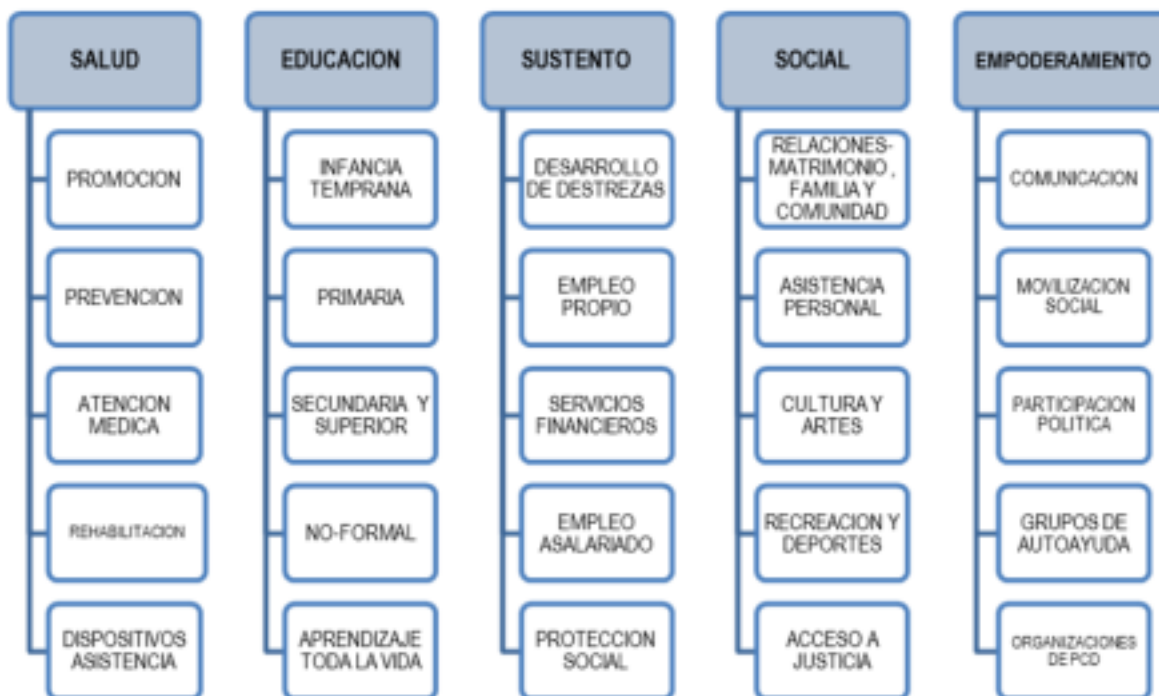 SALUD
PROMOCION
PREVENCION
ATENCION
MEDICA
REHABILITACION
DISPOSITIVOS
ASISTENCIA
EDUCACION
INFANCIA
TEMPRANA
PRIMARIA
SECUNDARIA Y
SUPERIOR
NO-FORMAL
APRENDIZAJE
TODA LA VIDA
SUSTENTO
DESARROLLO
DE DESTREZAS
EMPLEO
PROPIO
SERVICIOS
FINANCIEROS
EMPLEO
ASALARIADO
PROTECCION
SOCIAL
SOCIAL
RELACIONES-
MATRIMONIO ,
FAMILIA Y
COMUNIDAD
ASISTENCIA
PERSONAL
CULTURA Y
ARTES
RECREACION Y
DEPORTES
ACCESO A
JUSTICIA
EMPODERAMIENTO
COMUNICACION
MOVILIZACION
SOCIAL
PARTICIPACION
POLITICA
GRUPOS DE
AUTOAYUDA
ORGANIZACIONES
DE PCD